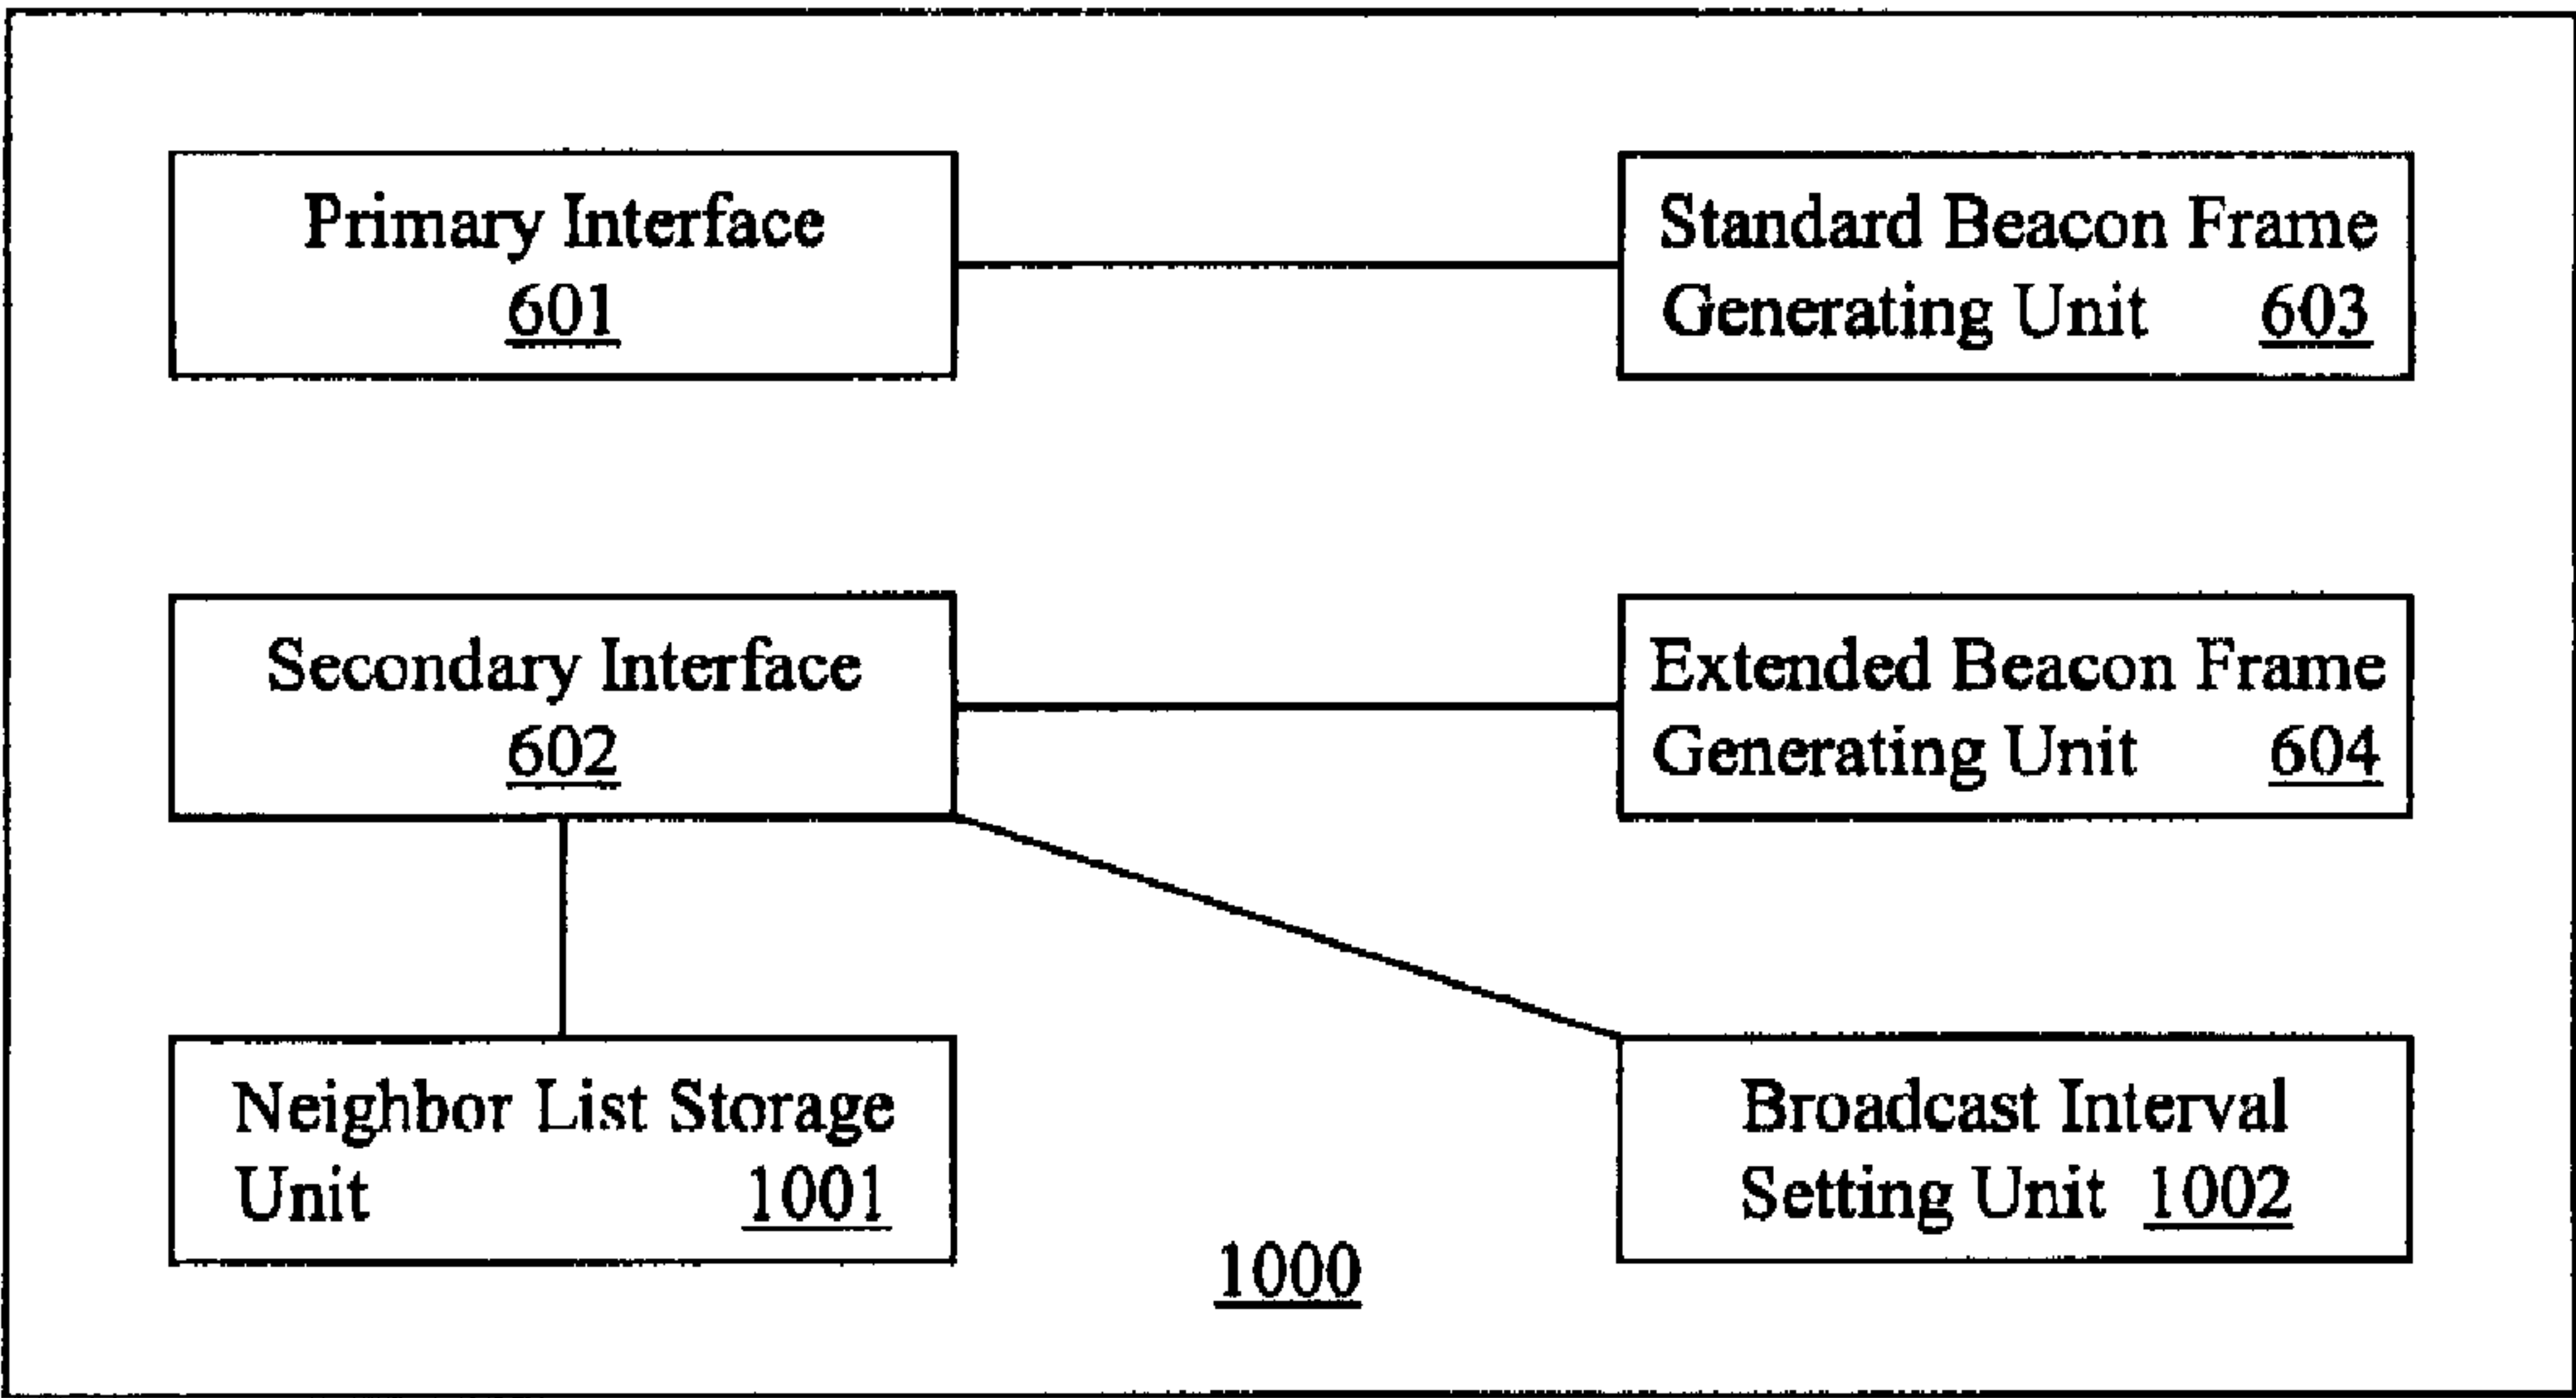 Primary Interface
601
Standard Beacon Frame
Generating Unit 603
Secondary Interface
602
Extended Beacon Frame
Generating Unit 604
Neighbor List Storage
Unit 1001
Broadcast Interval
Setting Unit 1002
1000